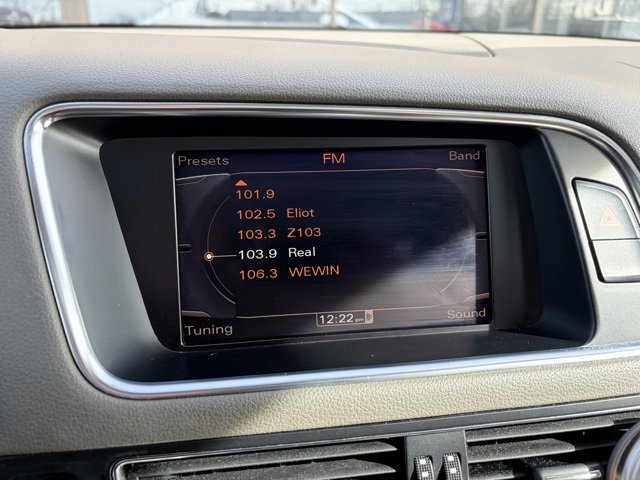 Presets FM Band
101.9
102.5 Eliot
103.3 Z103
103.9 Real
106.3 WEWIN
12:22 pm
Tuning Sound